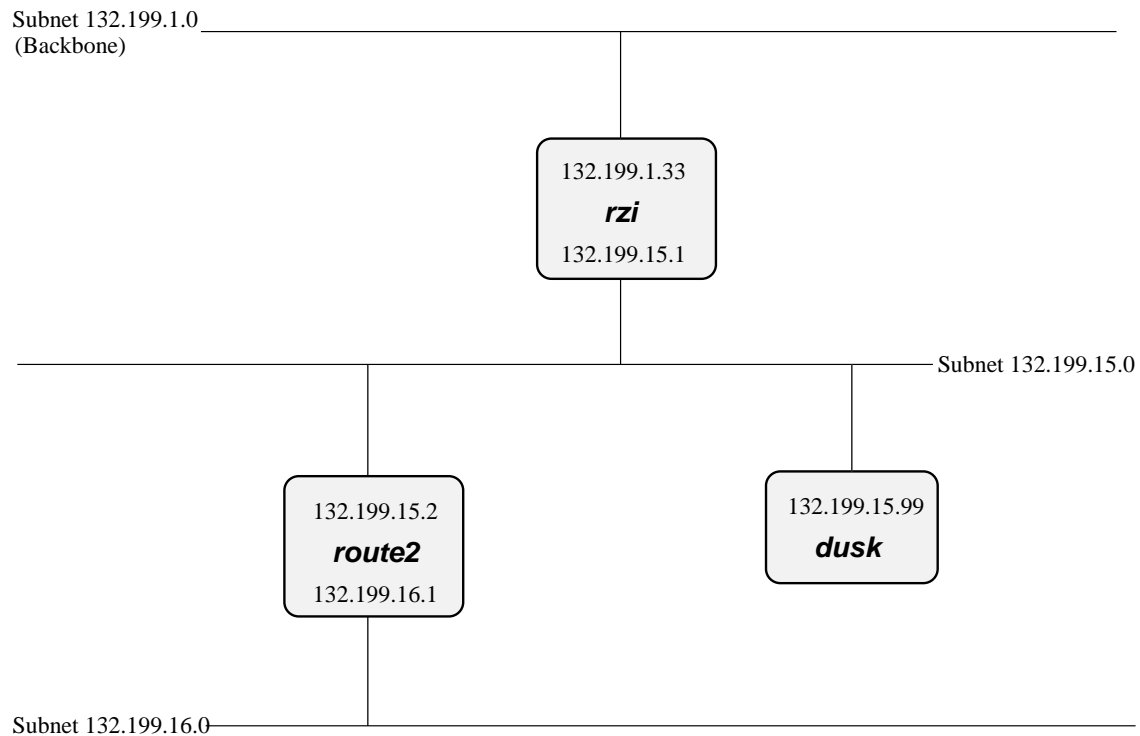 Subnet 132.199.1.0
(Backbone)
132.199.1.33
rzi
132.199.15.1
Subnet 132.199.15.0
132.199.15.2
route2
132.199.16.1
132.199.15.99
dusk
Subnet 132.199.16.0